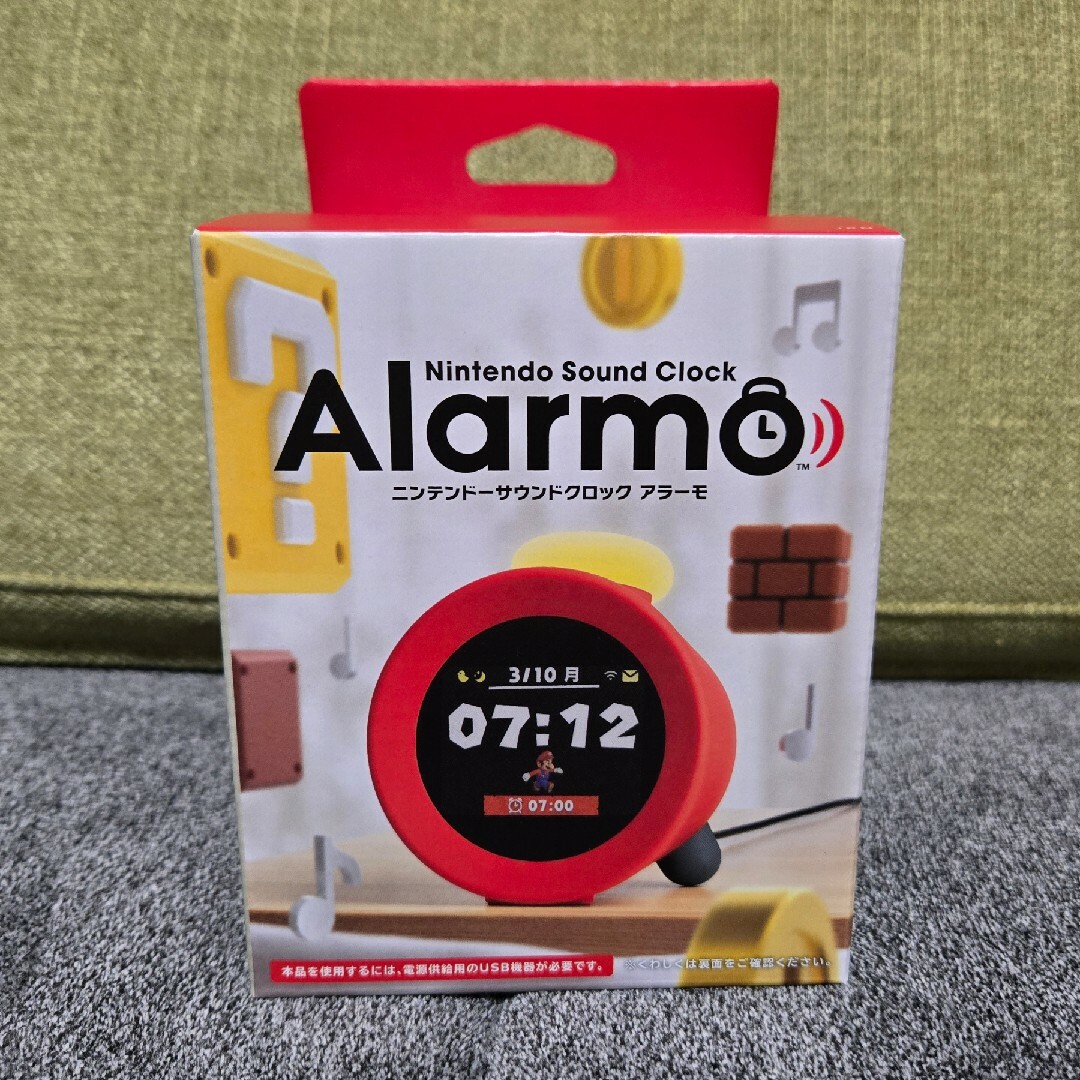 Nintendo Sound Clock
Alarmo
TM
ニンテンドーサウンドクロック アラーモ
3/10 月
07:12
07:00
本品を使用するには、電源供給用のUSB機器が必要です。
※くわしくは裏面をご確認ください。